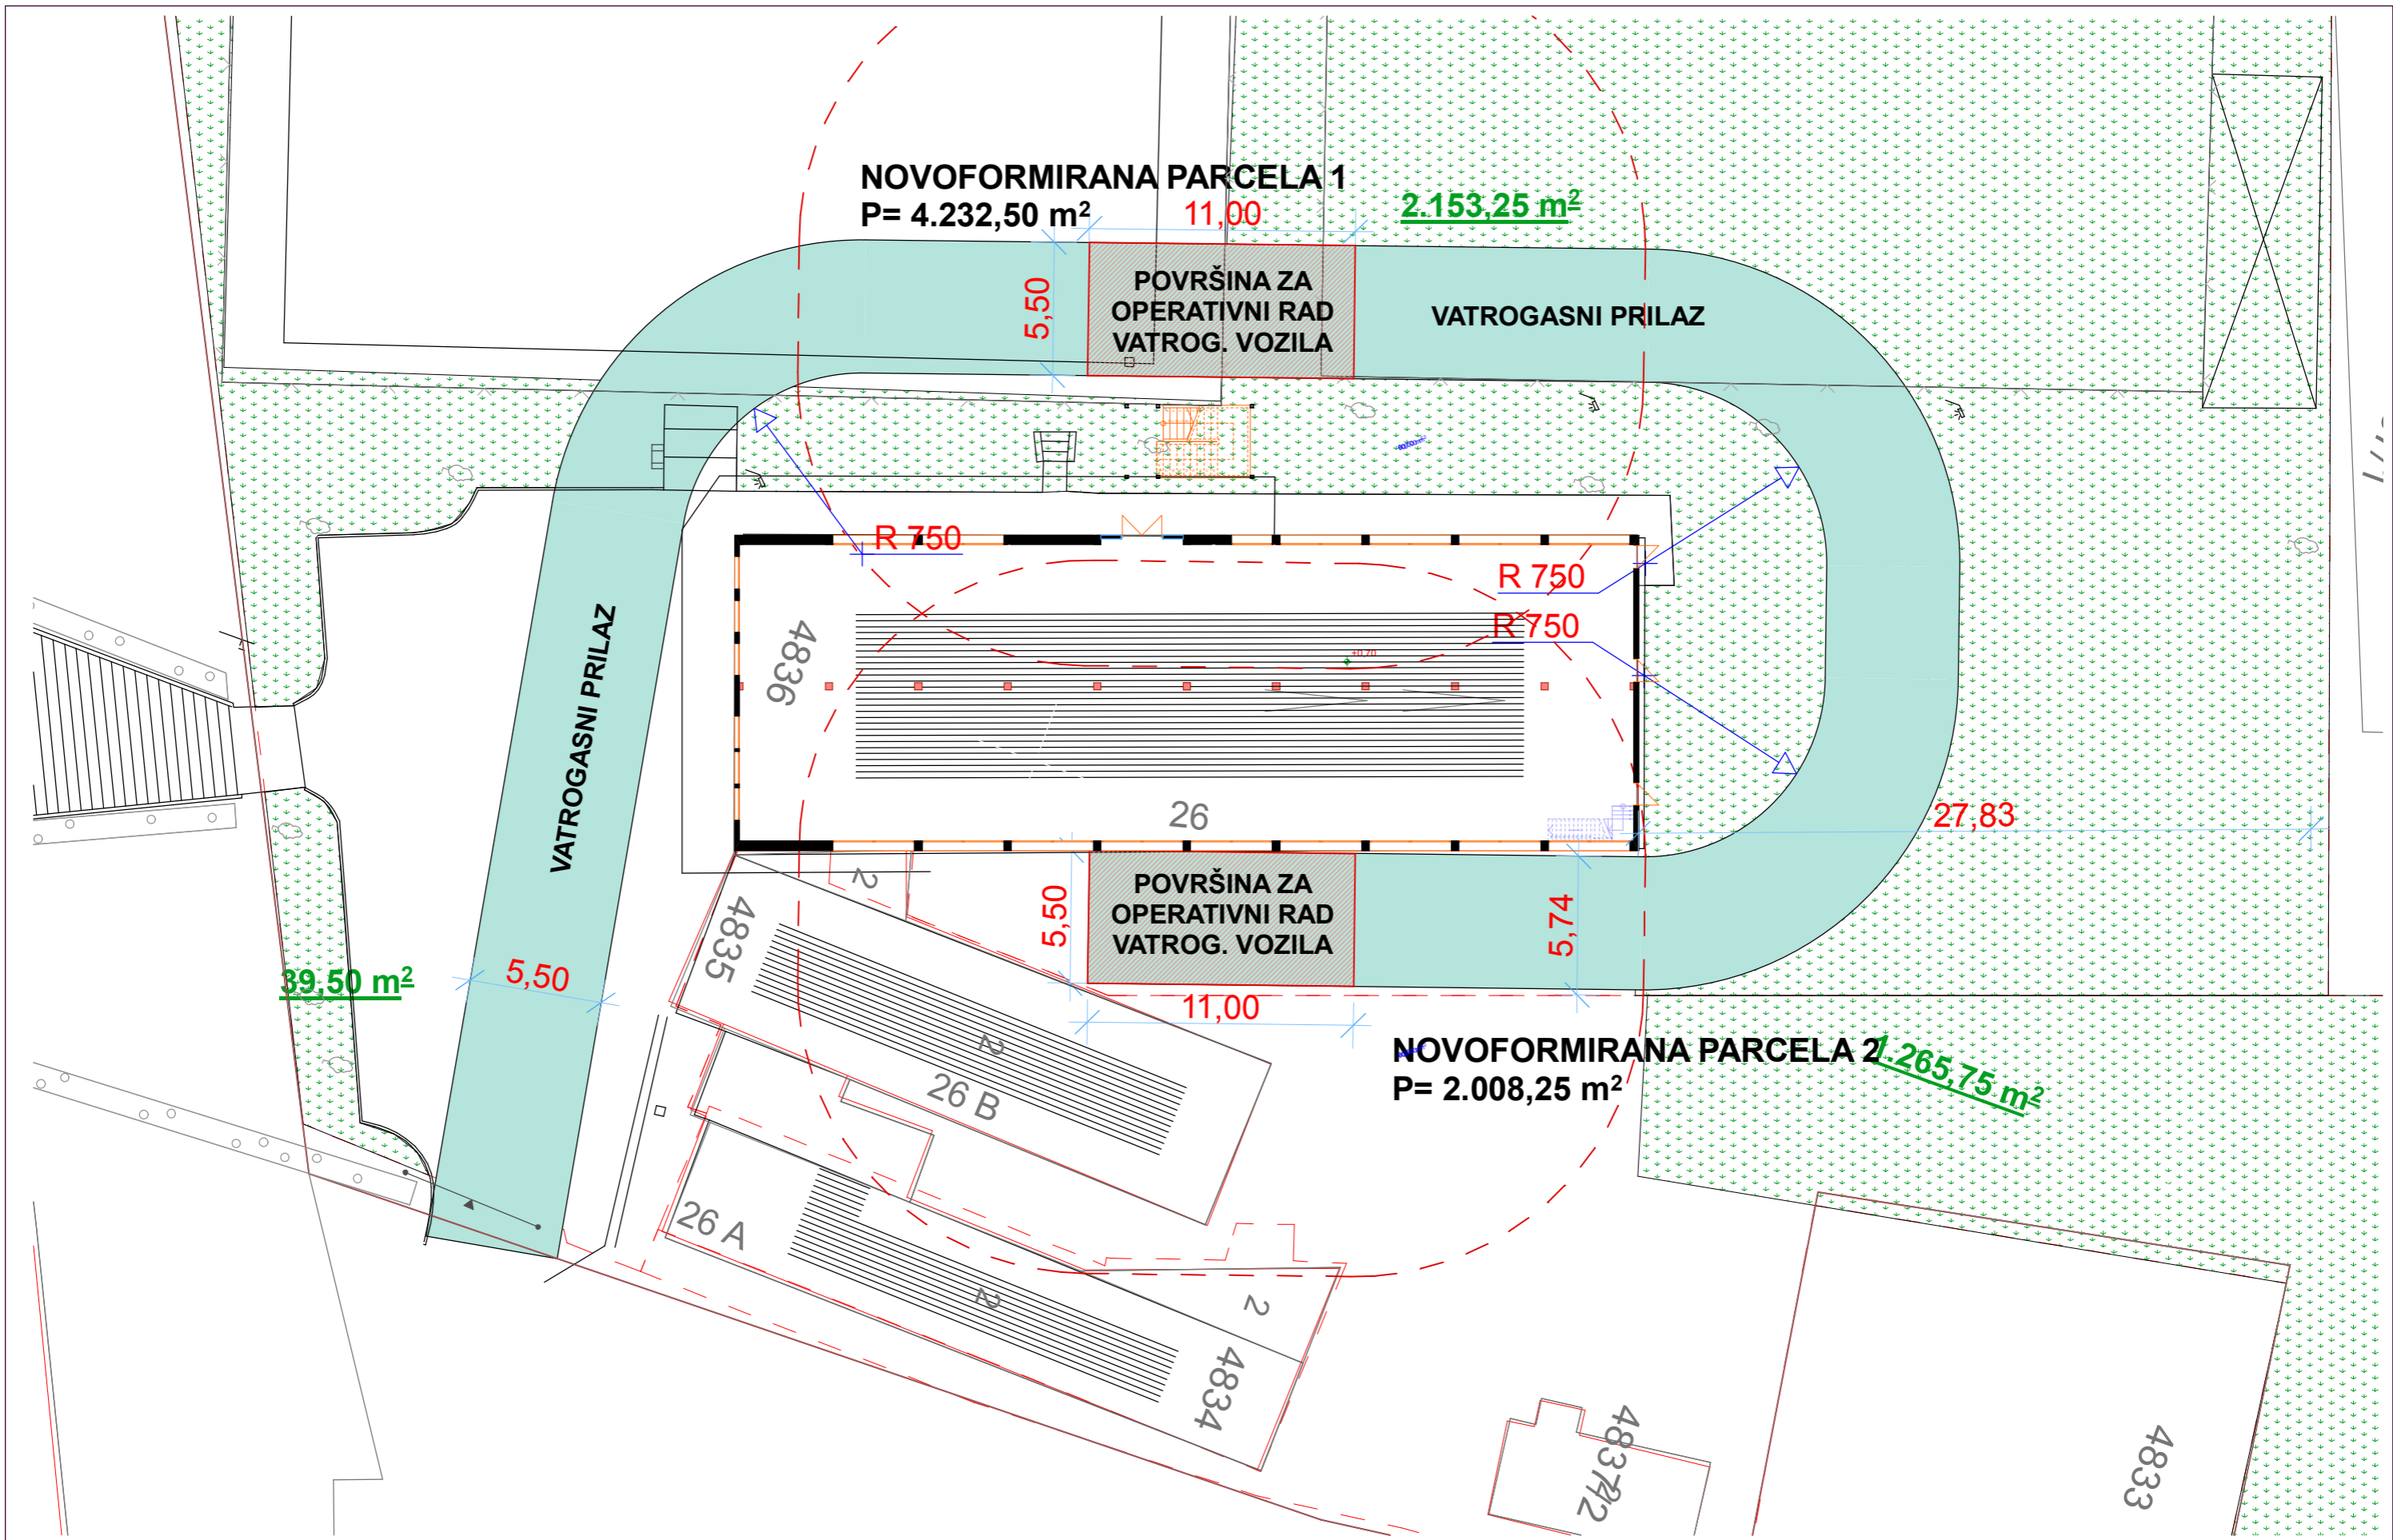 NOVOFORMIRANA PARCELA 1
P= 4.232,50 m²
11,00
2.153,25 m²
5,50
POVRŠINA ZA
OPERATIVNI RAD
VATROG. VOZILA
VATROGASNI PRILAZ
R 750
R 750
R 750
4836
+0,70
VATROGASNI PRILAZ
26
27,83
2
5,50
POVRŠINA ZA
OPERATIVNI RAD
VATROG. VOZILA
5,74
4835
39,50 m²
5,50
11,00
2
NOVOFORMIRANA PARCELA 2
P= 2.008,25 m²
1.265,75 m²
26 B
26 A
2
2
4834
4833